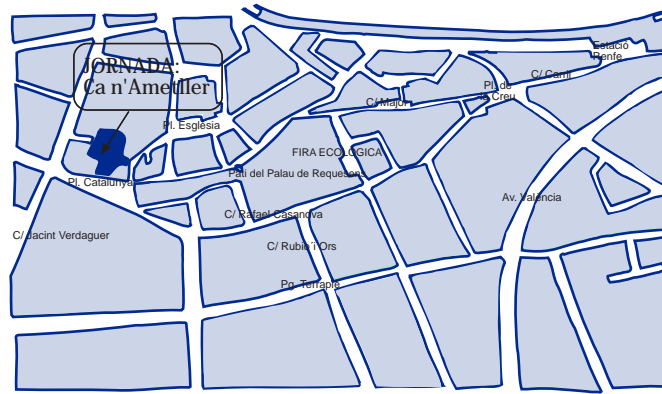 JORNADA:
Ca n'Ametller
Estació
Renfe
C/ Camí
Pl. de
la Creu
C/ Major
Pl. Església
FIRA ECOLÒGICA
Pati del Palau de Requesens
Pl. Catalunya
Av. València
C/ Rafael Casanova
C/ Jacint Verdaguer
C/ Rubió i Ors
Pg. Terraplè